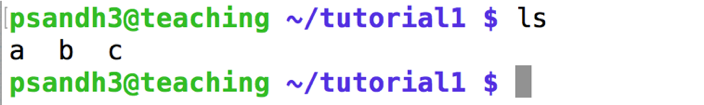 psandh3@teaching ~/tutorial1 $ ls
a  b  c
psandh3@teaching ~/tutorial1 $